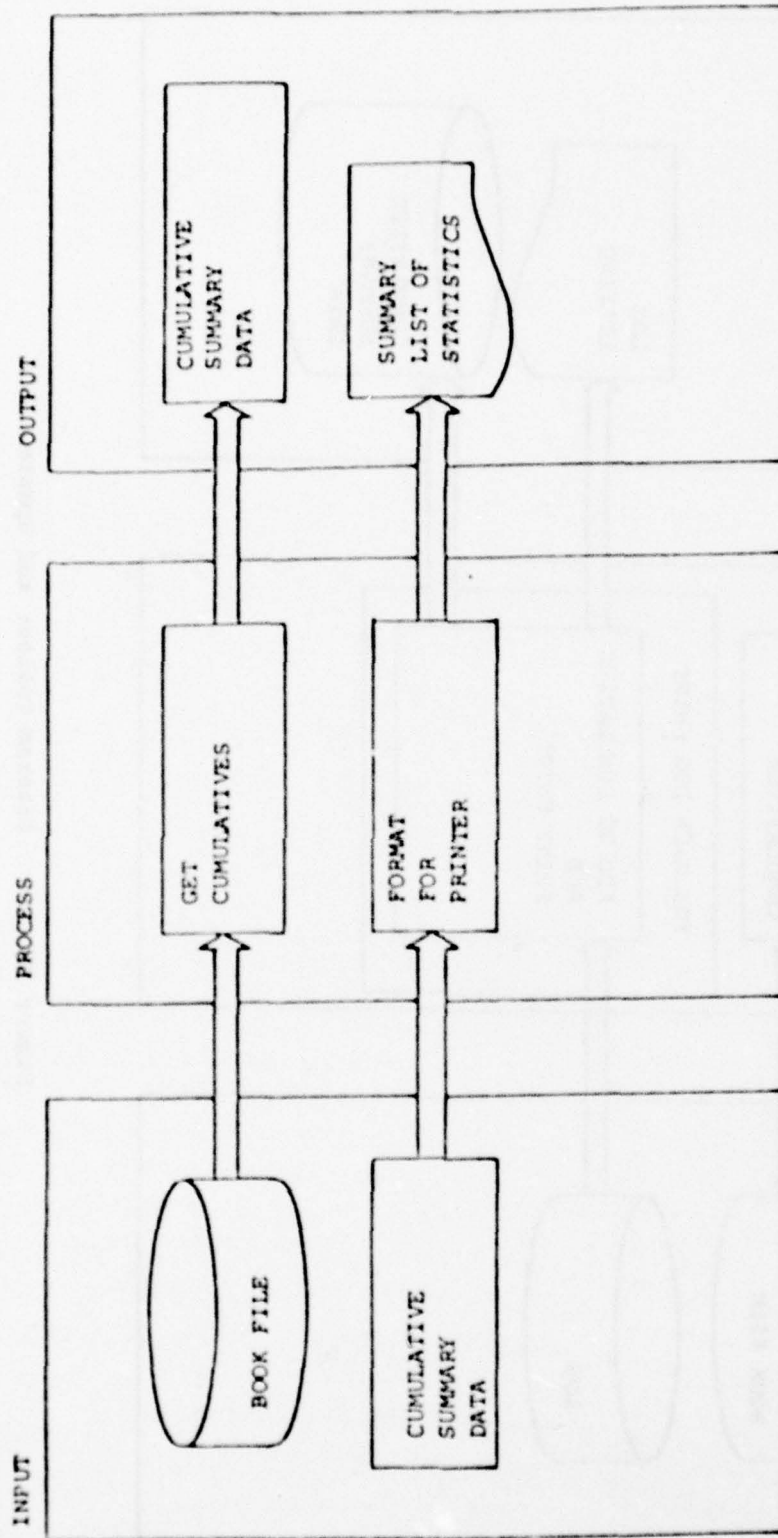 INPUT
PROCESS
OUTPUT
BOOK FILE
GET
CUMULATIVES
CUMULATIVE
SUMMARY
DATA
CUMULATIVE
SUMMARY
DATA
FORMAT
FOR
PRINTER
SUMMARY
LIST OF
STATISTICS